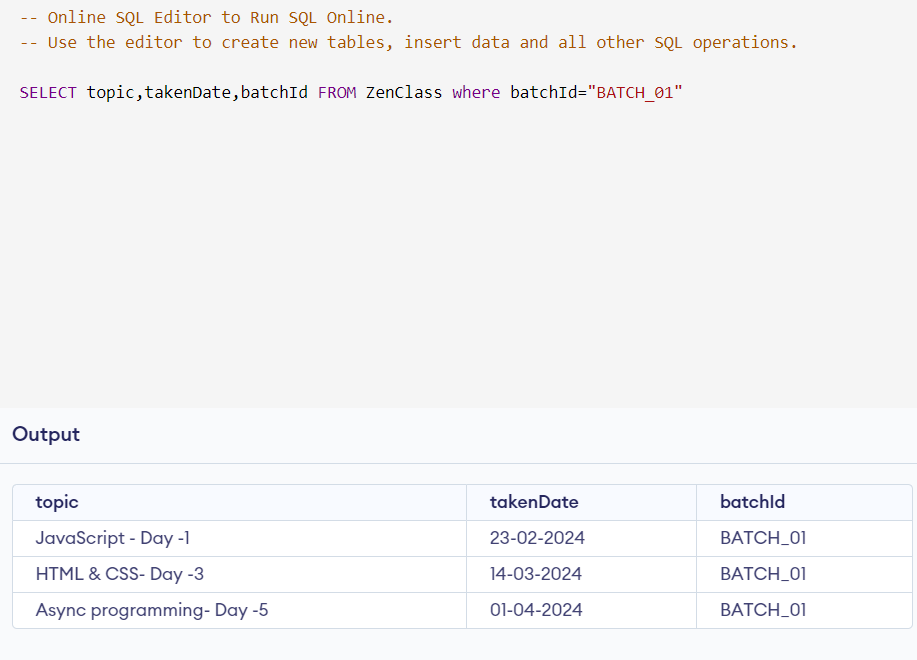 -- Online SQL Editor to Run SQL Online.
-- Use the editor to create new tables, insert data and all other SQL operations.
SELECT topic,takenDate,batchId FROM ZenClass where batchId="BATCH_01"
Output
topic takenDate batchId
JavaScript - Day -1 23-02-2024 BATCH_01
HTML & CSS- Day -3 14-03-2024 BATCH_01
Async programming- Day -5 01-04-2024 BATCH_01